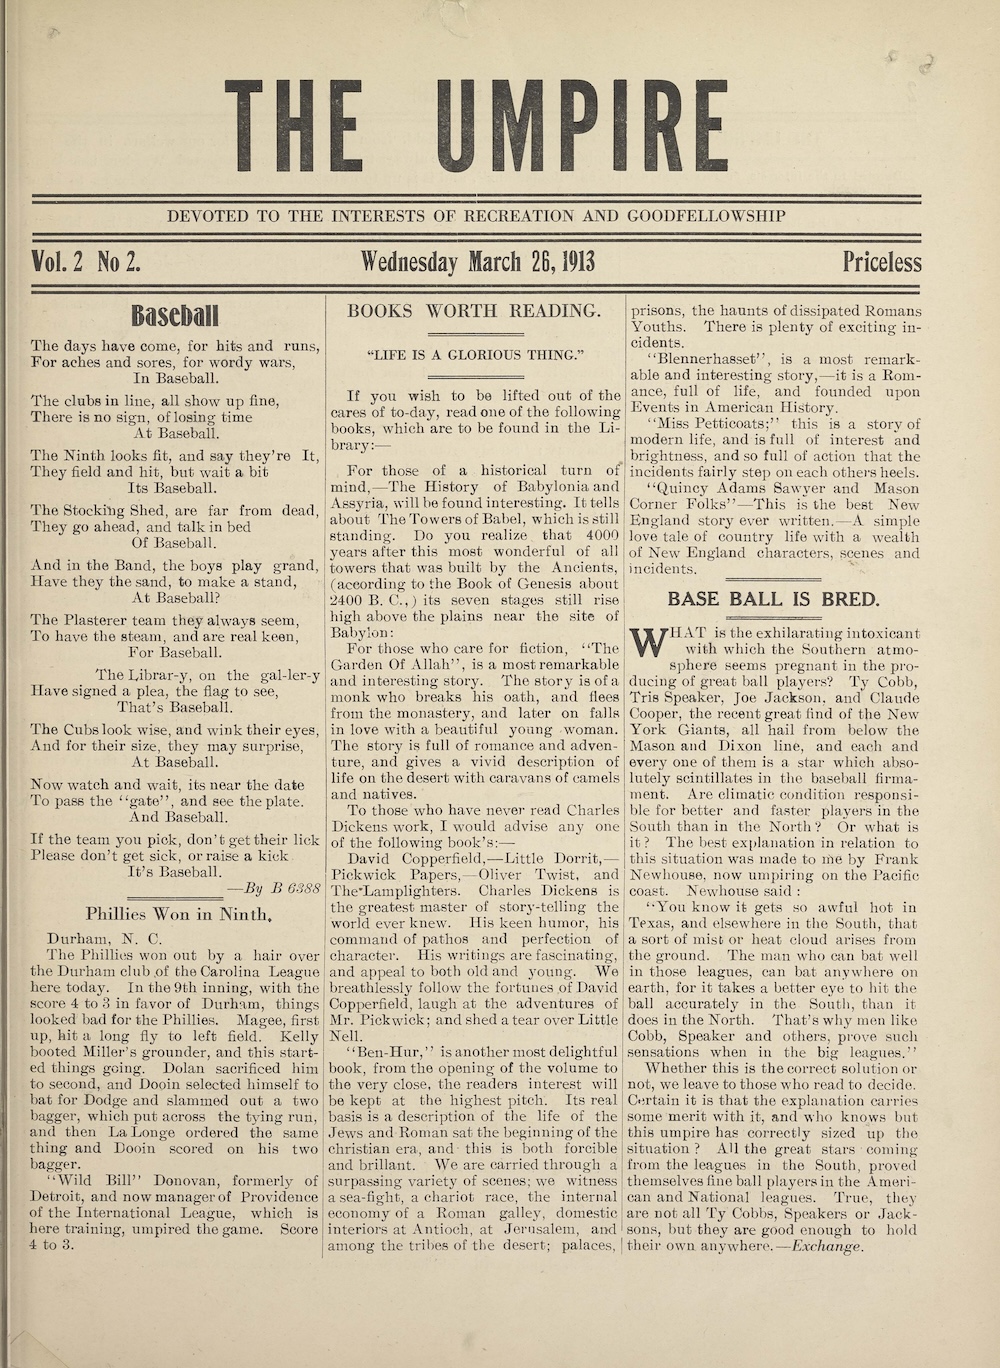 THE UMPIRE
DEVOTED TO THE INTERESTS OF RECREATION AND GOODFELLOWSHIP
Vol. 2 No 2. Wednesday March 26, 1913 Priceless
Baseball
The days have come, for hits and runs,
For aches and sores, for wordy wars,
In Baseball.
The clubs in line, all show up fine,
There is no sign, of losing time
At Baseball.
The Ninth looks fit, and say they're It,
They field and hit, but wait a bit
Its Baseball.
The Stocking Shed, are far from dead,
They go ahead, and talk in bed
Of Baseball.
And in the Band, the boys play grand,
Have they the sand, to make a stand,
At Baseball?
The Plasterer team they always seem,
To have the steam, and are real keen,
For Baseball.
The Librar-y, on the gal-ler-y
Have signed a plea, the flag to see,
That's Baseball.
The Cubs look wise, and wink their eyes,
And for their size, they may surprise,
At Baseball.
Now watch and wait, its near the date
To pass the "gate", and see the plate.
And Baseball.
If the team you pick, don't get their lick
Please don't get sick, or raise a kick
It's Baseball.
—By B 6388
Phillies Won in Ninth.
Durham, N. C.
The Phillies won out by a hair over
the Durham club of the Carolina League
here today. In the 9th inning, with the
score 4 to 3 in favor of Durham, things
looked bad for the Phillies. Magee, first
up, hit a long fly to left field. Kelly
booted Miller's grounder, and this start-
ed things going. Dolan sacrificed him
to second, and Dooin selected himself to
bat for Dodge and slammed out a two
bagger, which put across the tying run,
and then La Longe ordered the same
thing and Dooin scored on his two
bagger.
"Wild Bill" Donovan, formerly of
Detroit, and now manager of Providence
of the International League, which is
here training, umpired the game. Score
4 to 3.
BOOKS WORTH READING.
"LIFE IS A GLORIOUS THING."
If you wish to be lifted out of the
cares of to-day, read one of the following
books, which are to be found in the Li-
brary:—
For those of a historical turn of
mind,—The History of Babylonia and
Assyria, will be found interesting. It tells
about The Towers of Babel, which is still
standing. Do you realize that 4000
years after this most wonderful of all
towers that was built by the Ancients,
(according to the Book of Genesis about
2400 B. C.,) its seven stages still rise
high above the plains near the site of
Babylon:
For those who care for fiction, "The
Garden Of Allah", is a most remarkable
and interesting story. The story is of a
monk who breaks his oath, and flees
from the monastery, and later on falls
in love with a beautiful young woman.
The story is full of romance and adven-
ture, and gives a vivid description of
life on the desert with caravans of camels
and natives.
To those who have never read Charles
Dickens work, I would advise any one
of the following book's:—
David Copperfield,—Little Dorrit,—
Pickwick Papers,—Oliver Twist, and
The Lamplighters. Charles Dickens is
the greatest master of story-telling the
world ever knew. His keen humor, his
command of pathos and perfection of
character. His writings are fascinating,
and appeal to both old and young. We
breathlessly follow the fortunes of David
Copperfield, laugh at the adventures of
Mr. Pickwick; and shed a tear over Little
Nell.
"Ben-Hur," is another most delightful
book, from the opening of the volume to
the very close, the readers interest will
be kept at the highest pitch. Its real
basis is a description of the life of the
Jews and Roman sat the beginning of the
christian era, and this is both forcible
and brilliant. We are carried through a
surpassing variety of scenes; we witness
a sea-fight, a chariot race, the internal
economy of a Roman galley, domestic
interiors at Antioch, at Jerusalem, and
among the tribes of the desert; palaces,
prisons, the haunts of dissipated Romans
Youths. There is plenty of exciting in-
cidents.
"Blennerhasset", is a most remark-
able and interesting story,—it is a Rom-
ance, full of life, and founded upon
Events in American History.
"Miss Petticoats;" this is a story of
modern life, and is full of interest and
brightness, and so full of action that the
incidents fairly step on each others heels.
"Quincy Adams Sawyer and Mason
Corner Folks"—This is the best New
England story ever written.—A simple
love tale of country life with a wealth
of New England characters, scenes and
incidents.
BASE BALL IS BRED.
WHAT is the exhilarating intoxicant
with which the Southern atmo-
sphere seems pregnant in the pro-
ducing of great ball players? Ty Cobb,
Tris Speaker, Joe Jackson, and Claude
Cooper, the recent great find of the New
York Giants, all hail from below the
Mason and Dixon line, and each and
every one of them is a star which abso-
lutely scintillates in the baseball firma-
ment. Are climatic condition responsi-
ble for better and faster players in the
South than in the North? Or what is
it? The best explanation in relation to
this situation was made to me by Frank
Newhouse, now umpiring on the Pacific
coast. Newhouse said:
"You know it gets so awful hot in
Texas, and elsewhere in the South, that
a sort of mist or heat cloud arises from
the ground. The man who can bat well
in those leagues, can bat anywhere on
earth, for it takes a better eye to hit the
ball accurately in the South, than it
does in the North. That's why men like
Cobb, Speaker and others, prove such
sensations when in the big leagues."
Whether this is the correct solution or
not, we leave to those who read to decide.
Certain it is that the explanation carries
some merit with it, and who knows but
this umpire has correctly sized up the
situation? All the great stars coming
from the leagues in the South, proved
themselves fine ball players in the Ameri-
can and National leagues. True, they
are not all Ty Cobbs, Speakers or Jack-
sons, but they are good enough to hold
their own anywhere.—Exchange.